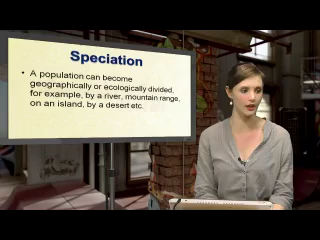 Speciation
• A population can become
geographically or ecologically divided,
for example, by a river, mountain range,
on an island, by a desert etc.